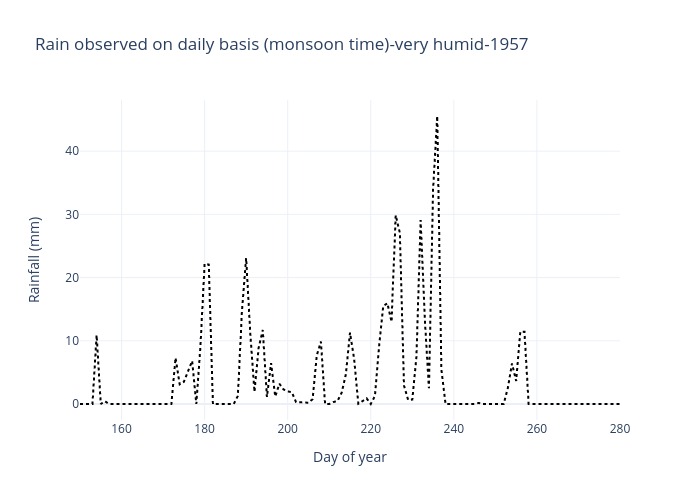 Rain observed on daily basis (monsoon time)-very humid-1957
40
30
20
10
0
Rainfall (mm)
160 180 200 220 240 260 280
Day of year